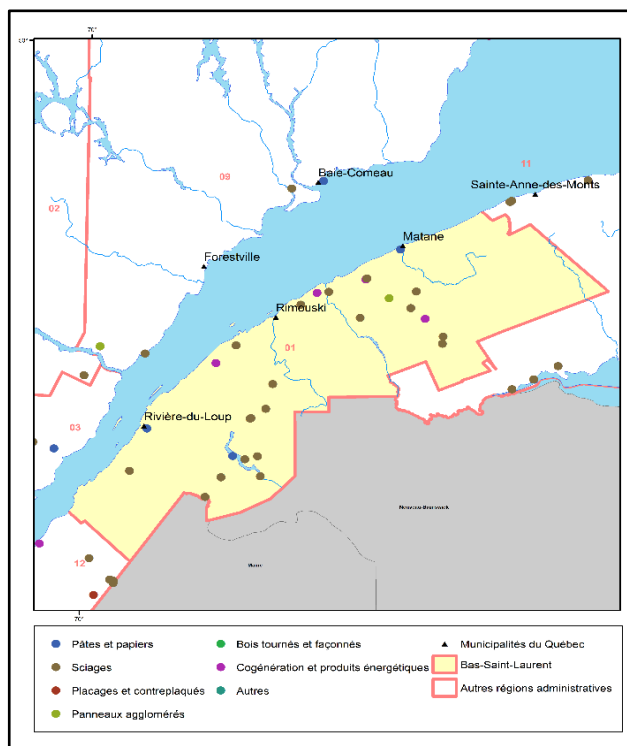 70°
50°
11
Baie-Comeau
09
Sainte-Anne-des-Monts
02
Matane
Forestville
Rimouski
01
03
Rivière-du-Loup
Nouveau-Brunswick
Maine
12
70°
Pâtes et papiers
Bois tournés et façonnés
Municipalités du Québec
Sciages
Cogénération et produits énergétiques
Bas-Saint-Laurent
Placages et contreplaqués
Autres
Autres régions administratives
Panneaux agglomérés